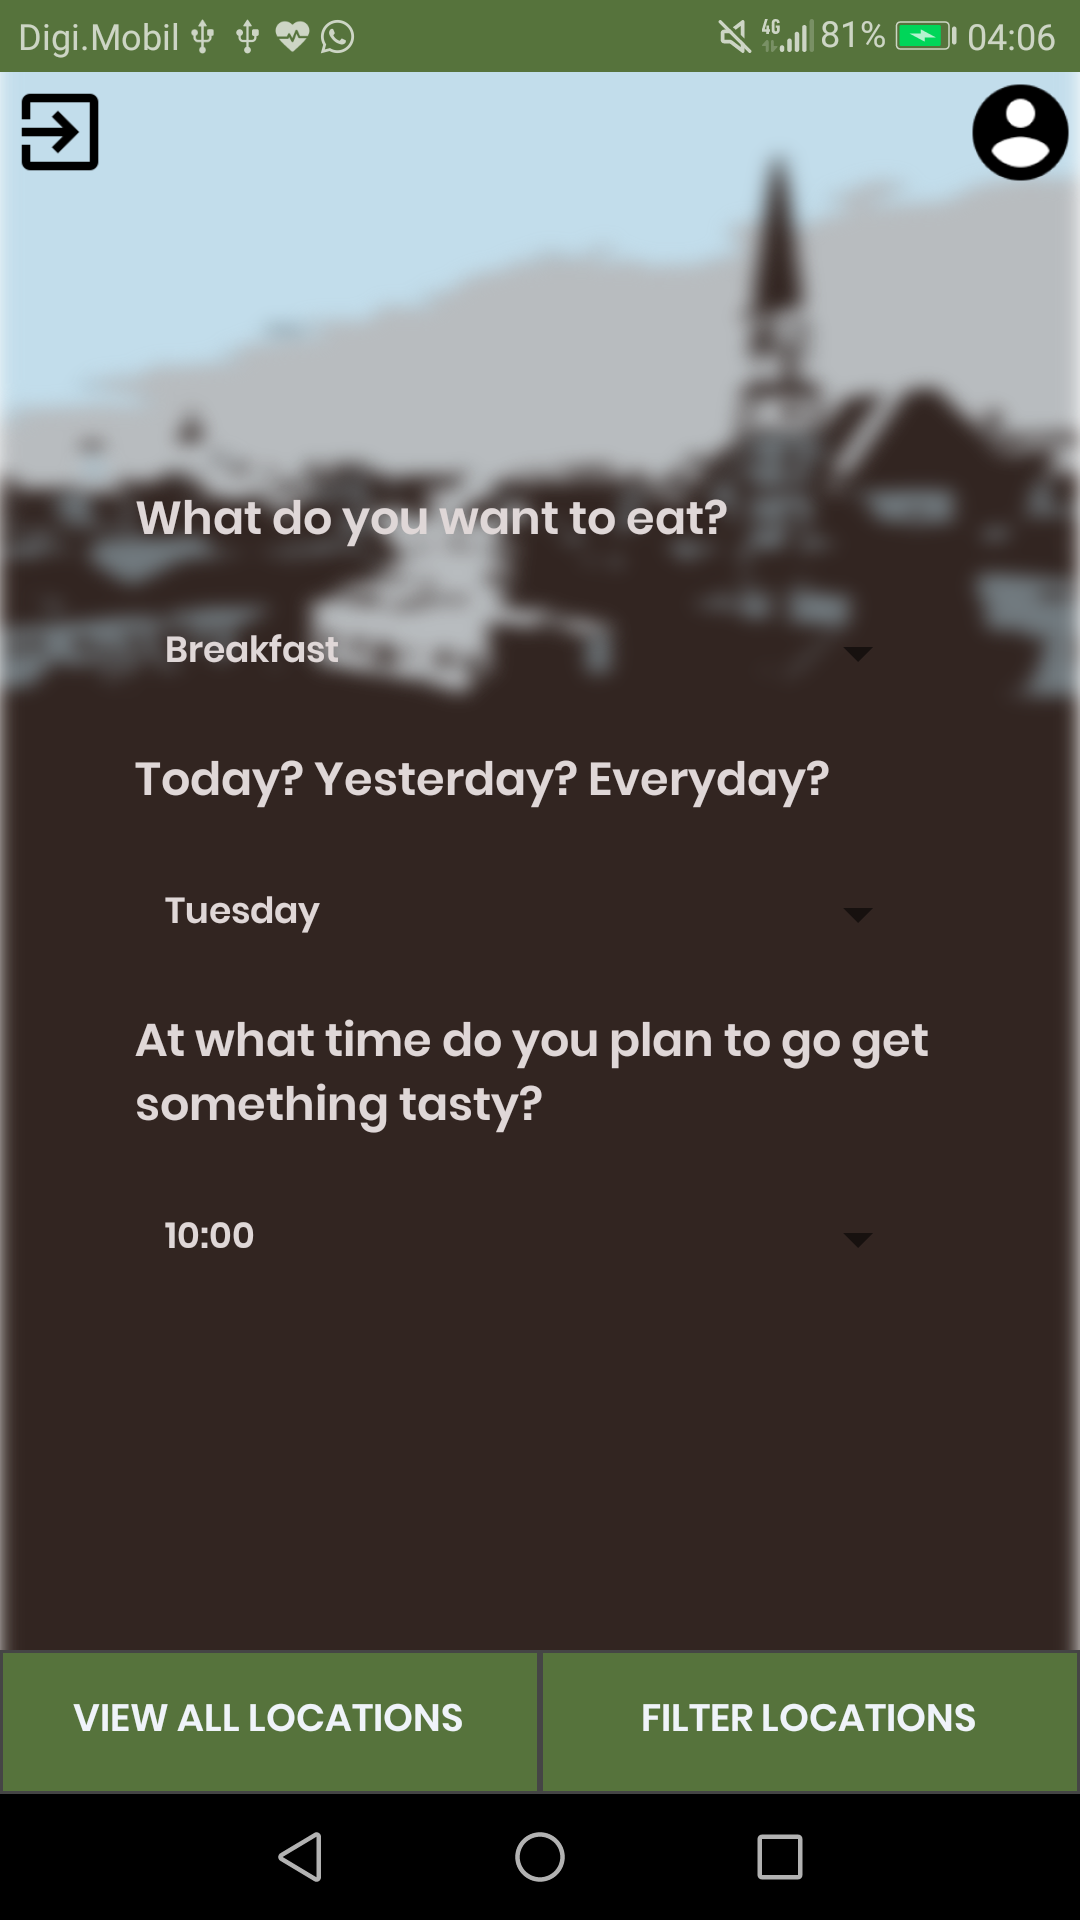 Digi.Mobil 4G 81% 04:06
What do you want to eat?
Breakfast
Today? Yesterday? Everyday?
Tuesday
At what time do you plan to go get
something tasty?
10:00
VIEW ALL LOCATIONS FILTER LOCATIONS